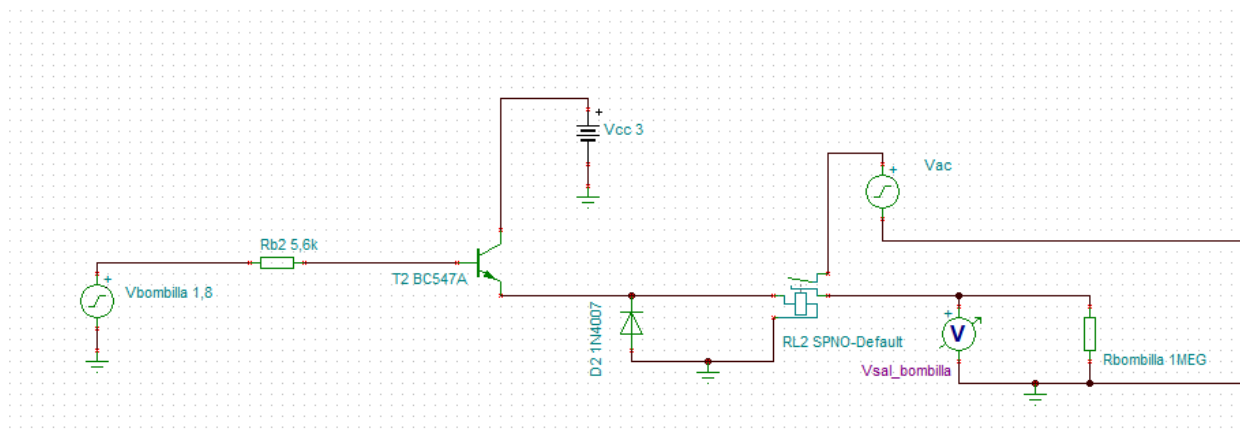 +
Vcc 3
Vac
+
Rb2 5,6k
T2 BC547A
+
Vbombilla 1,8
D2 1N4007
RL2 SPNO-Default
+
V
Rbombilla 1MEG
Vsal_bombilla